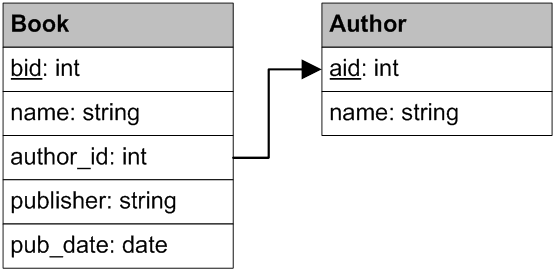 Book
bid: int
name: string
author_id: int
publisher: string
pub_date: date
Author
aid: int
name: string